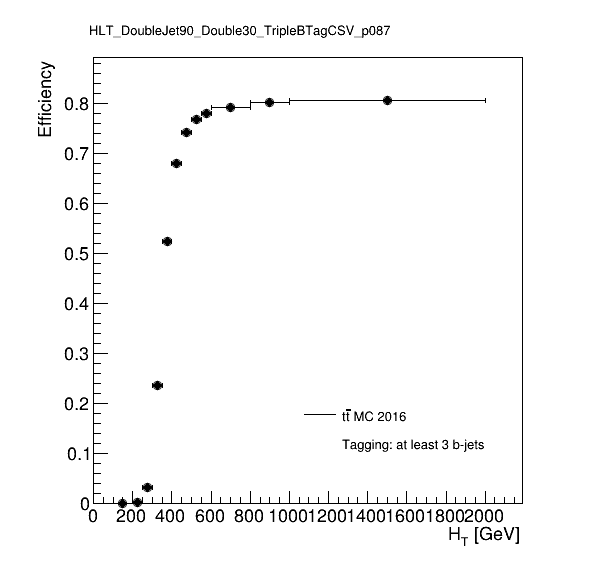 HLT_DoubleJet90_Double30_TripleBTagCSV_p087
Efficiency
0.8
0.7
0.6
0.5
0.4
0.3
0.2
0.1
0
tt̅ MC 2016
Tagging: at least 3 b-jets
0 200 400 600 800 1000 1200 1400 1600 1800 2000
H_T [GeV]